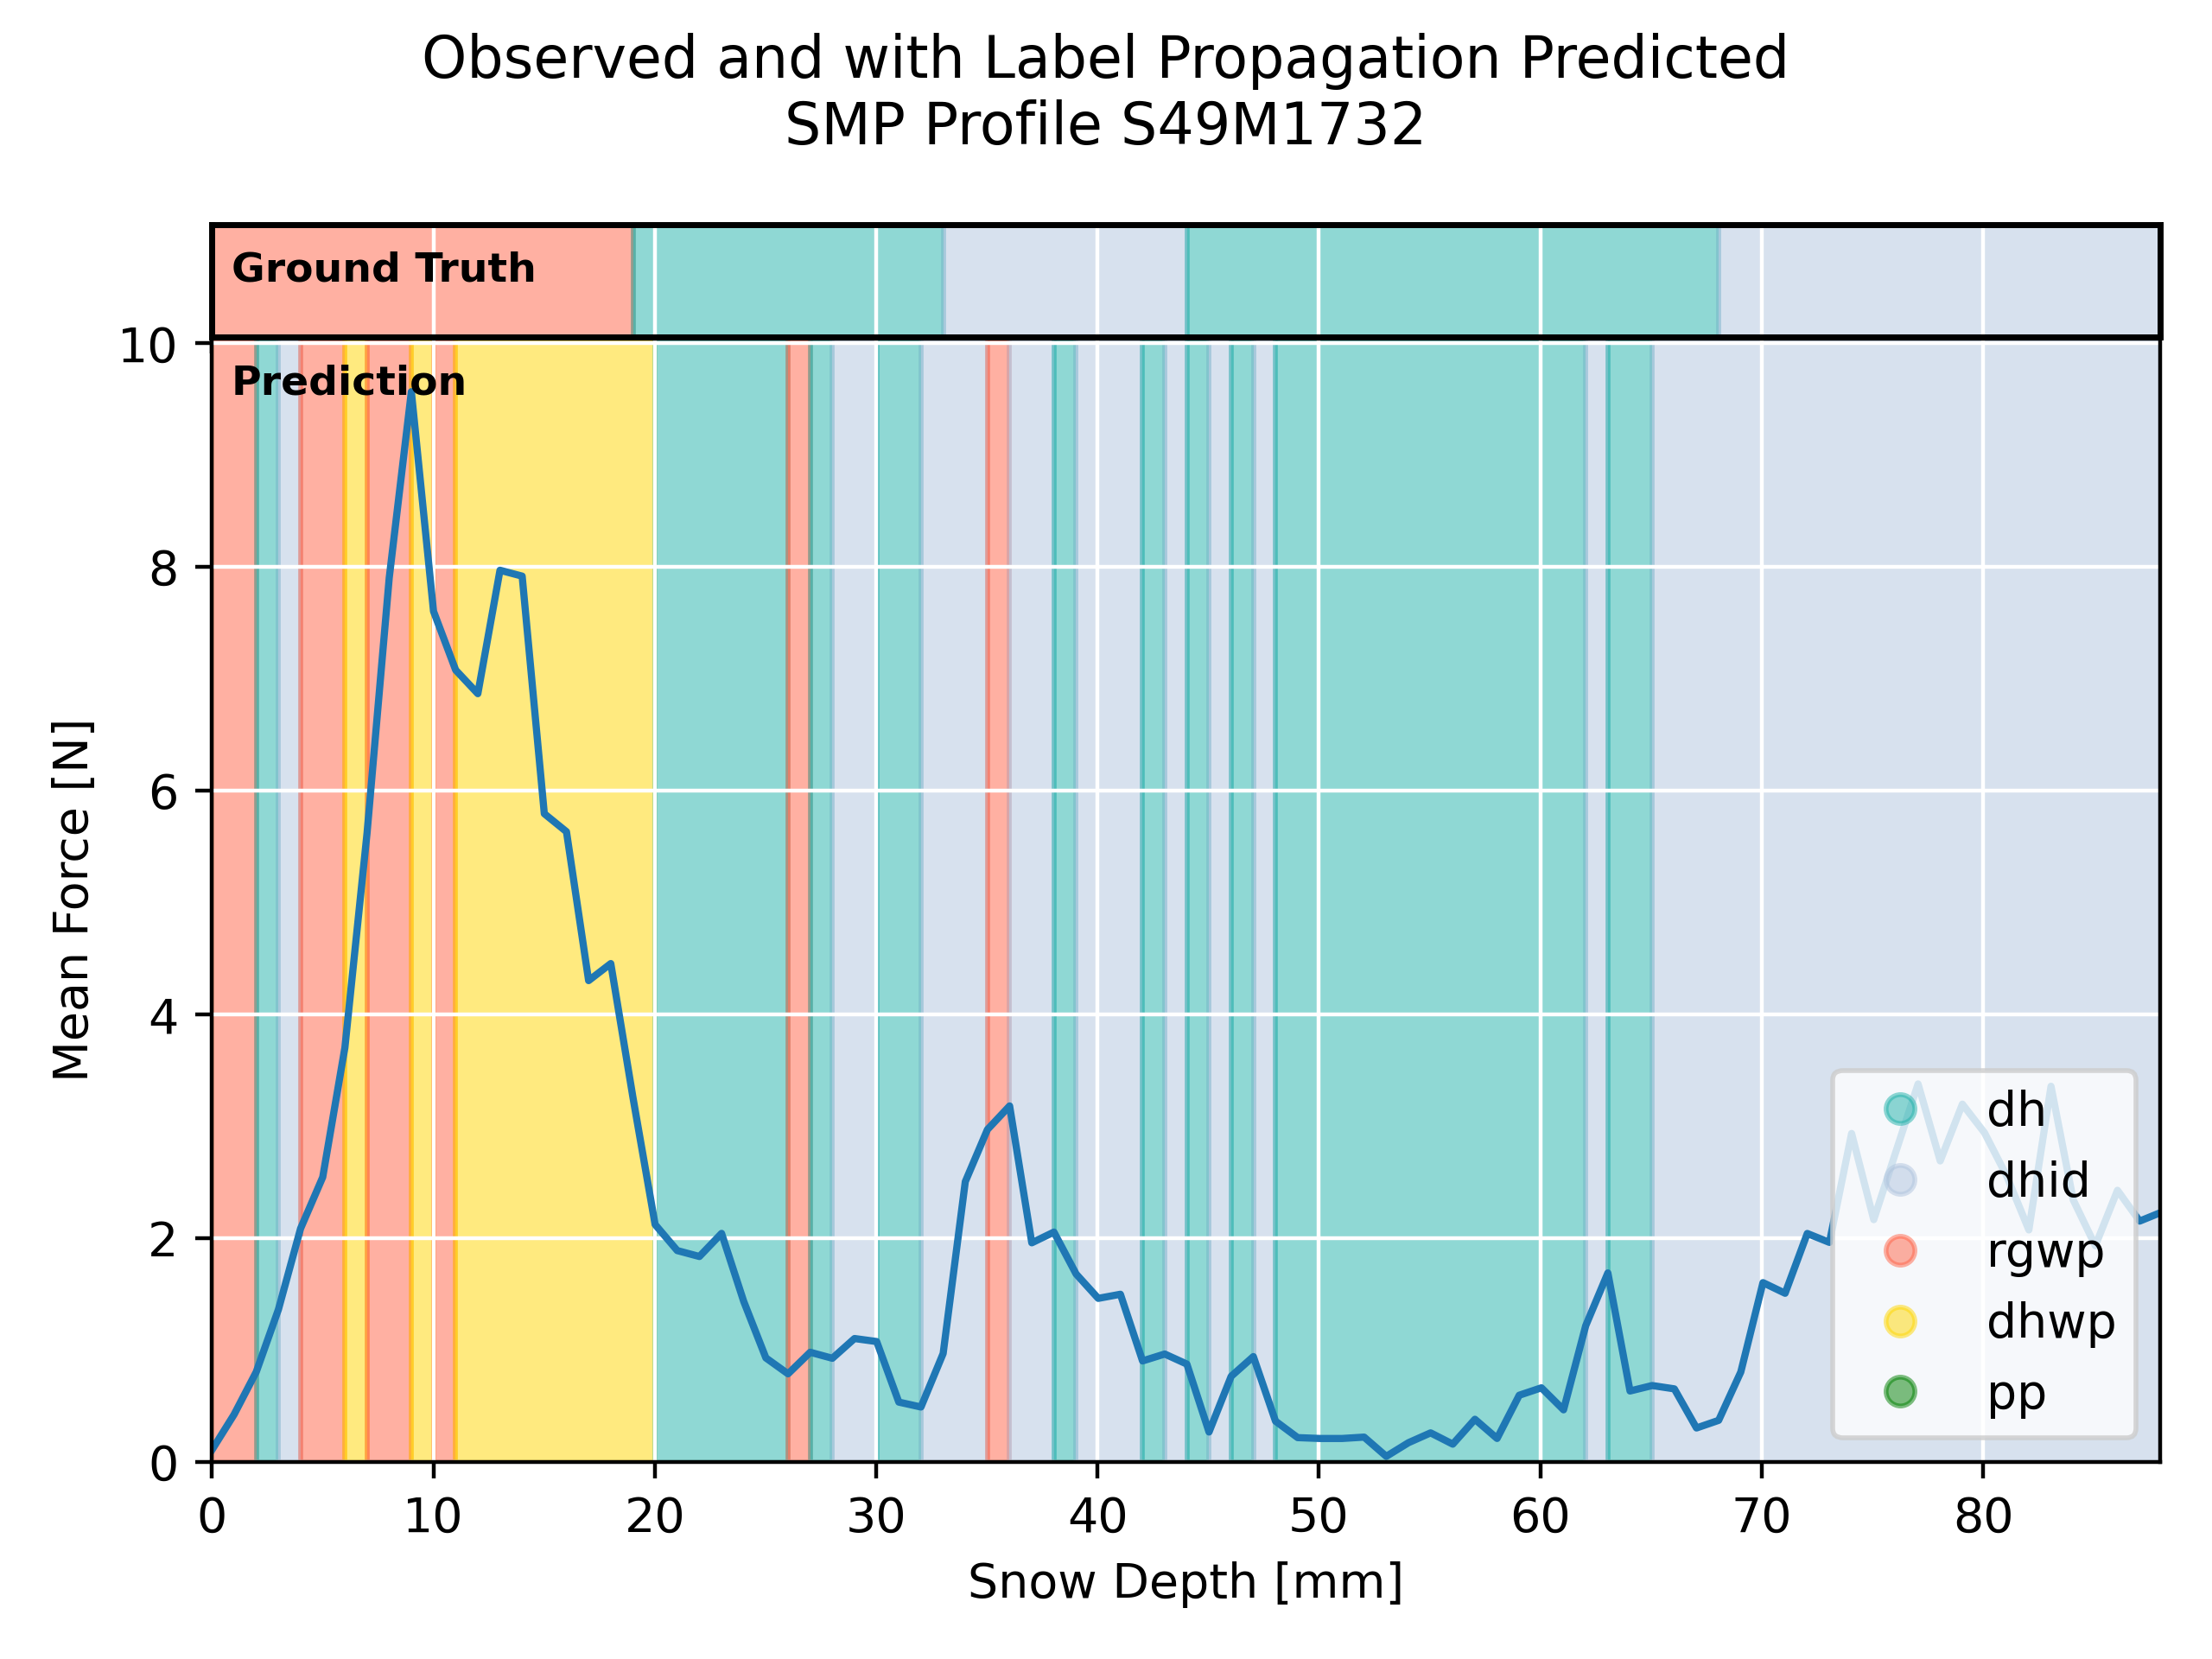 Observed and with Label Propagation Predicted
SMP Profile S49M1732
Ground Truth
Prediction
10
8
6
4
2
0
Mean Force [N]
dh
dhid
rgwp
dhwp
pp
0 10 20 30 40 50 60 70 80
Snow Depth [mm]